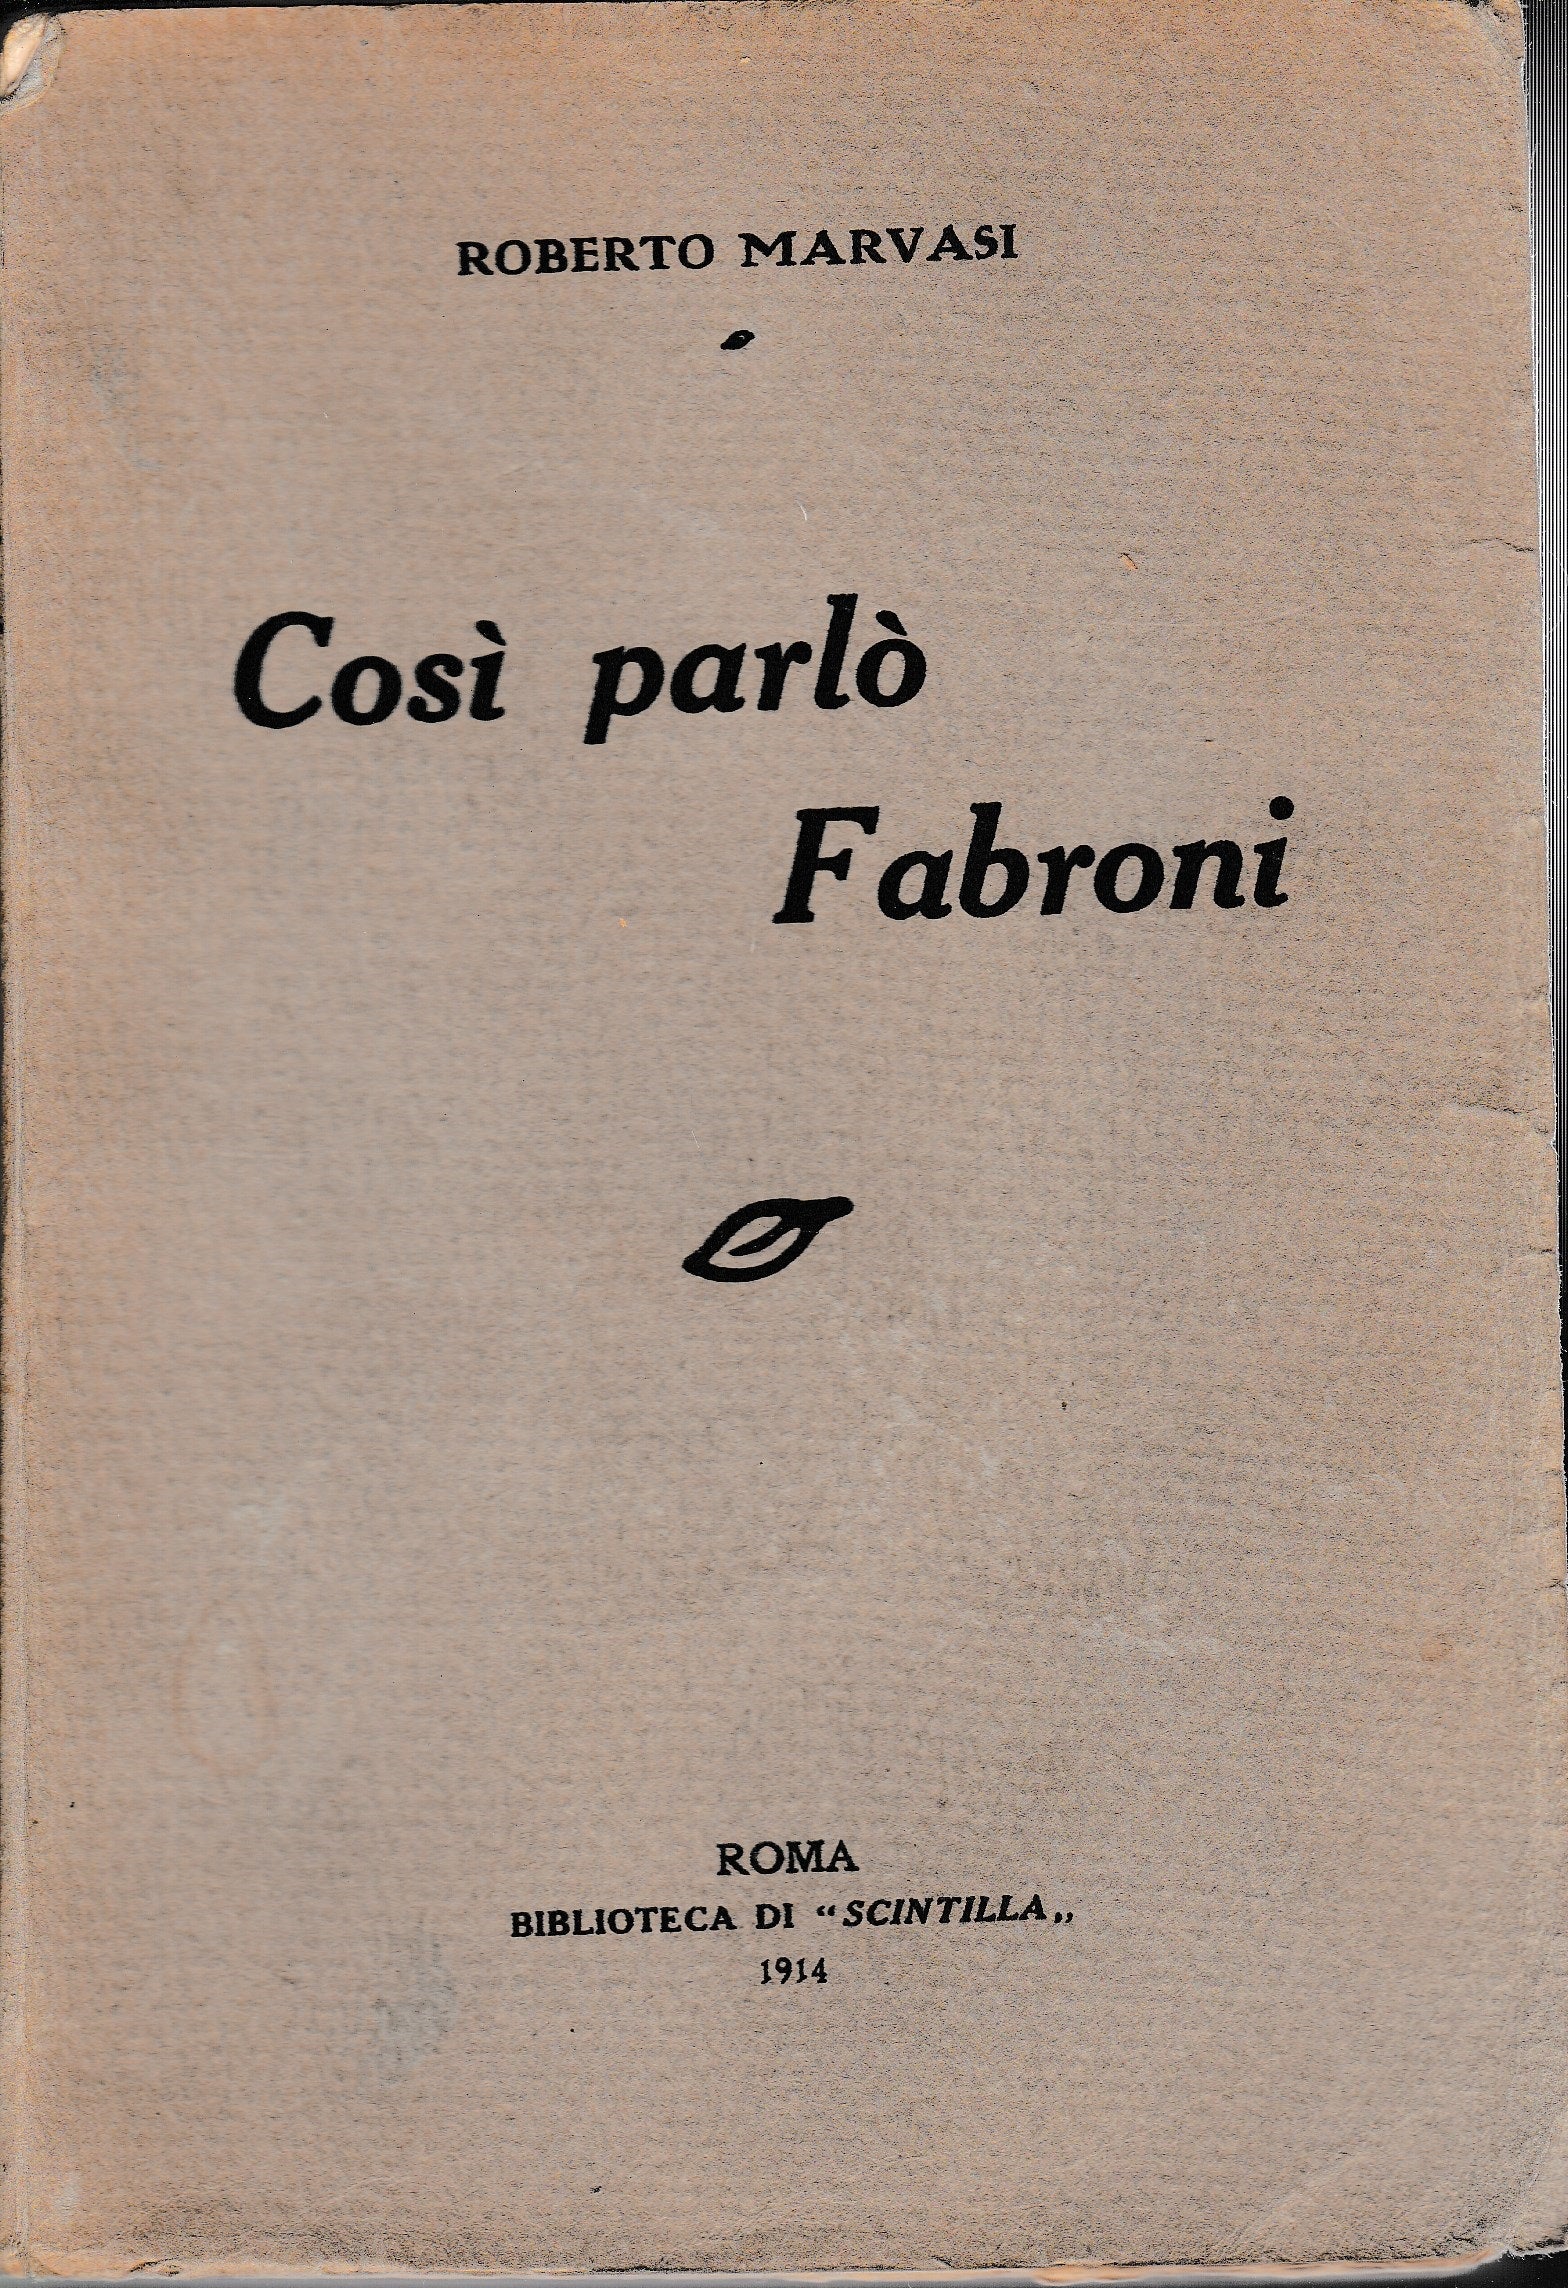 ROBERTO MARVASI
Così parlò
Fabroni
ROMA
BIBLIOTECA DI “SCINTILLA„
1914